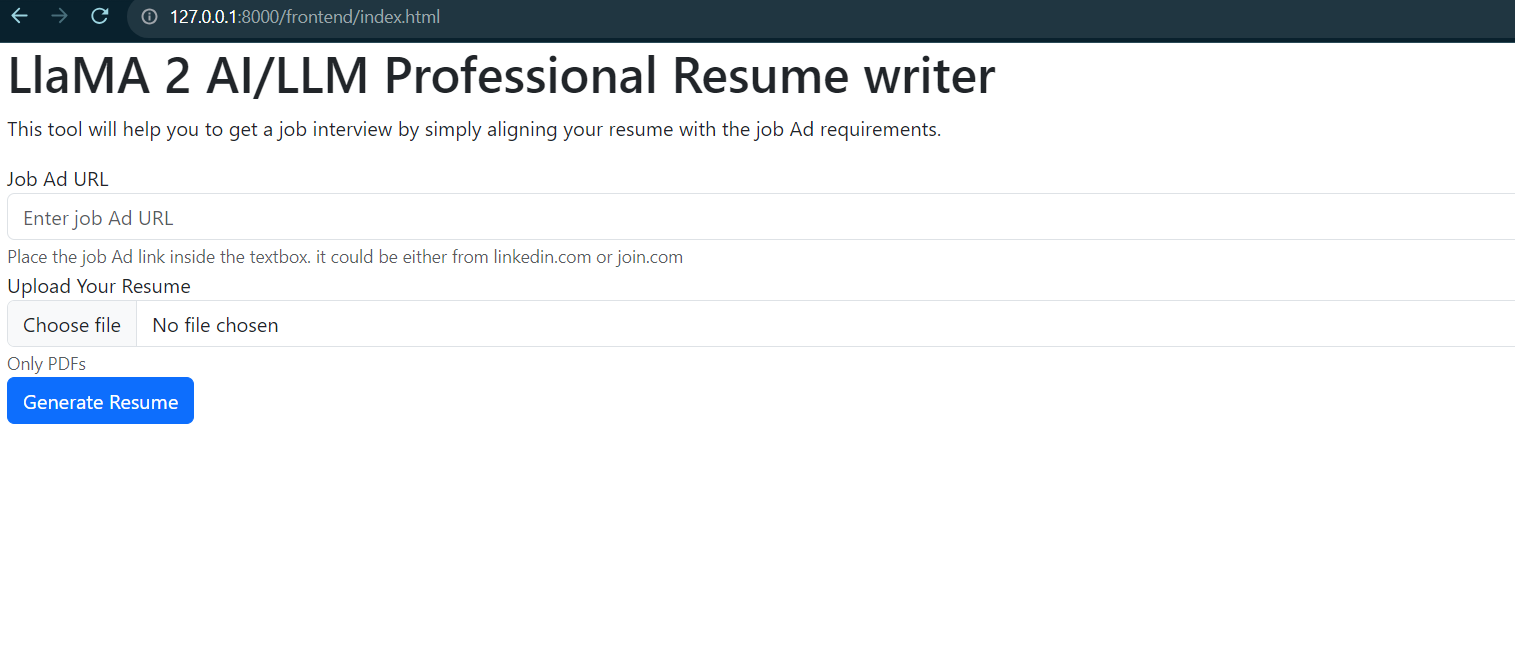 127.0.0.1:8000/frontend/index.html
LlaMA 2 AI/LLM Professional Resume writer
This tool will help you to get a job interview by simply aligning your resume with the job Ad requirements.
Job Ad URL
Enter job Ad URL
Place the job Ad link inside the textbox. it could be either from linkedin.com or join.com
Upload Your Resume
Choose file No file chosen
Only PDFs
Generate Resume